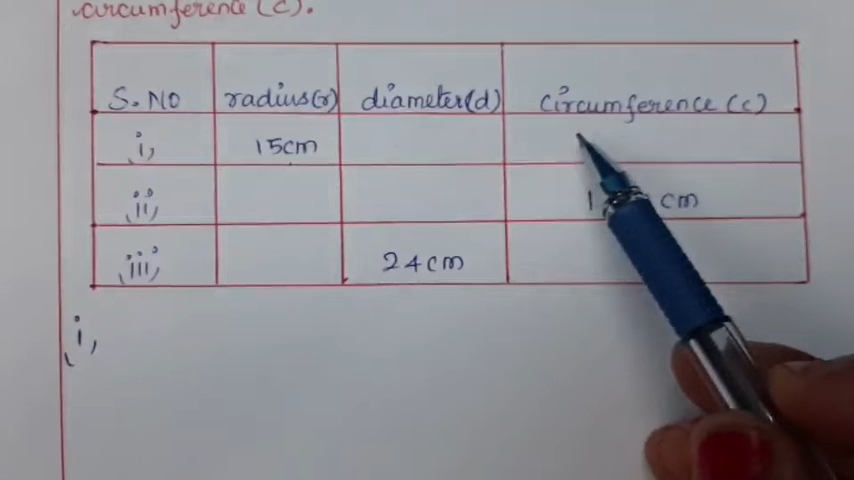 circumference (c).
S. No radius(r) diameter(d) circumference (c)
i, 15cm
ii, cm
iii, 24cm
i,